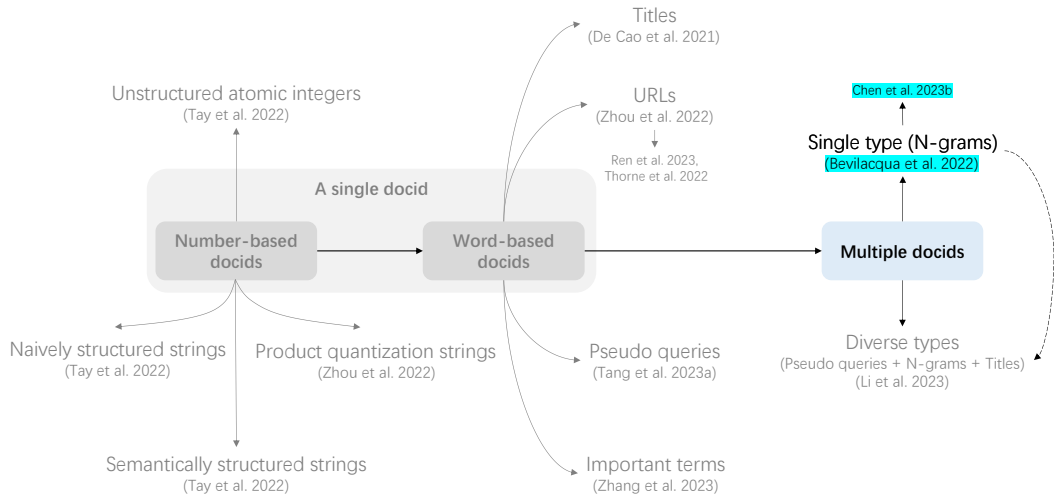 Titles
(De Cao et al. 2021)
Unstructured atomic integers
(Tay et al. 2022)
URLs
(Zhou et al. 2022)
Ren et al. 2023,
Thorne et al. 2022
Chen et al. 2023b
Single type (N-grams)
(Bevilacqua et al. 2022)
A single docid
Number-based
docids
Word-based
docids
Multiple docids
Naively structured strings
(Tay et al. 2022)
Product quantization strings
(Zhou et al. 2022)
Pseudo queries
(Tang et al. 2023a)
Diverse types
(Pseudo queries + N-grams + Titles)
(Li et al. 2023)
Semantically structured strings
(Tay et al. 2022)
Important terms
(Zhang et al. 2023)